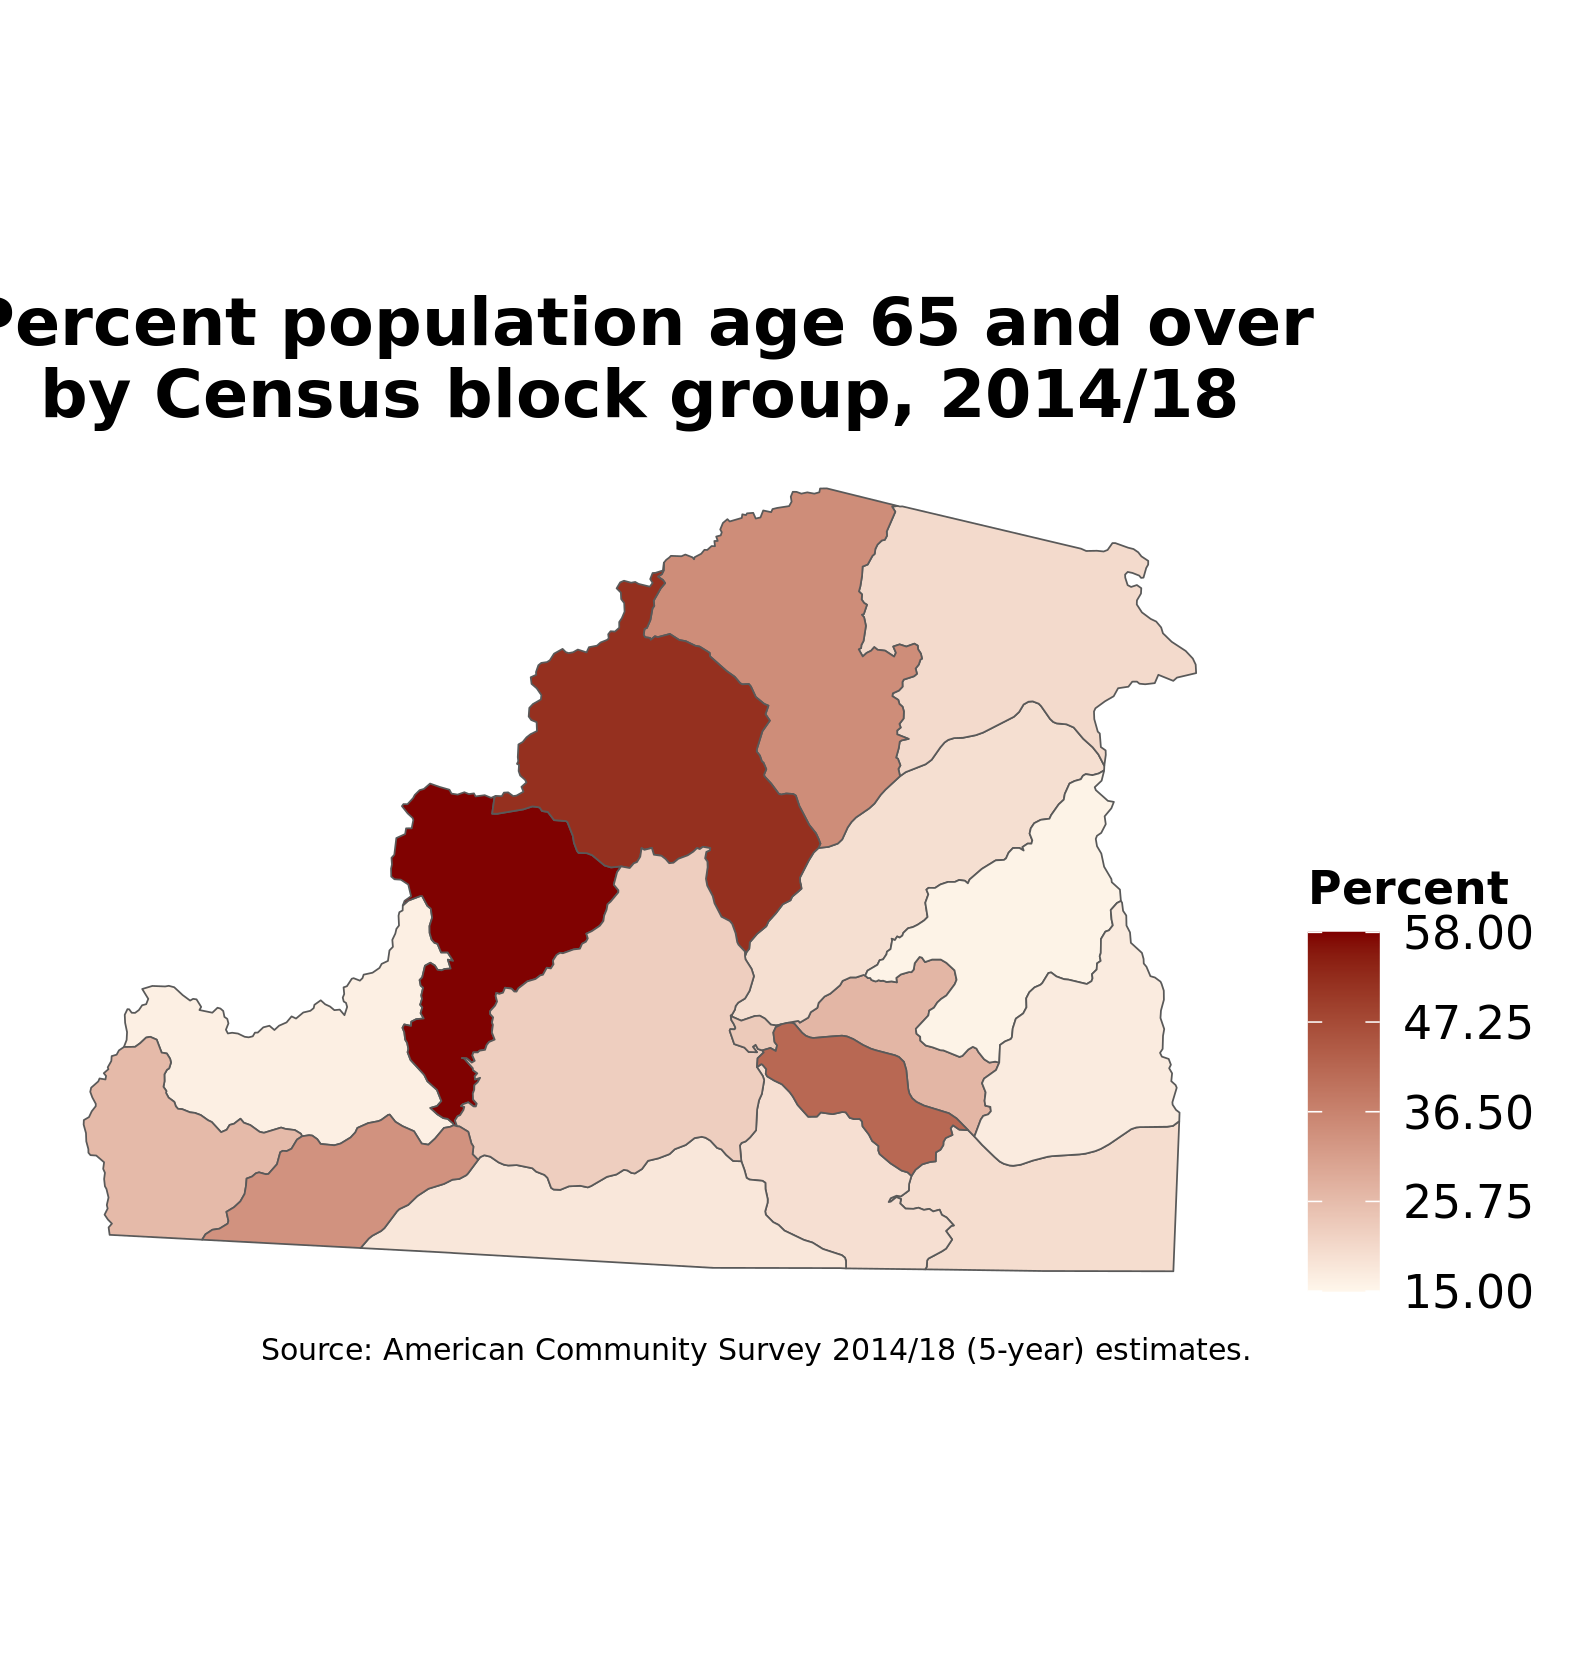 Percent population age 65 and over
by Census block group, 2014/18
Percent
58.00
47.25
36.50
25.75
15.00
Source: American Community Survey 2014/18 (5-year) estimates.